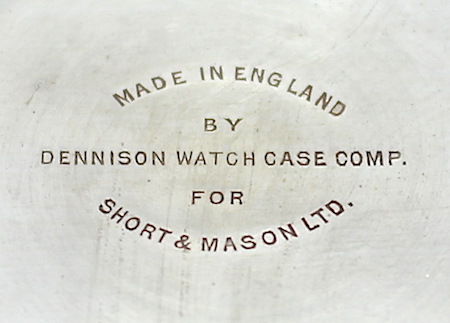 MADE IN ENGLAND
BY
DENNISON WATCH CASE COMP.
FOR
SHORT & MASON LTD.